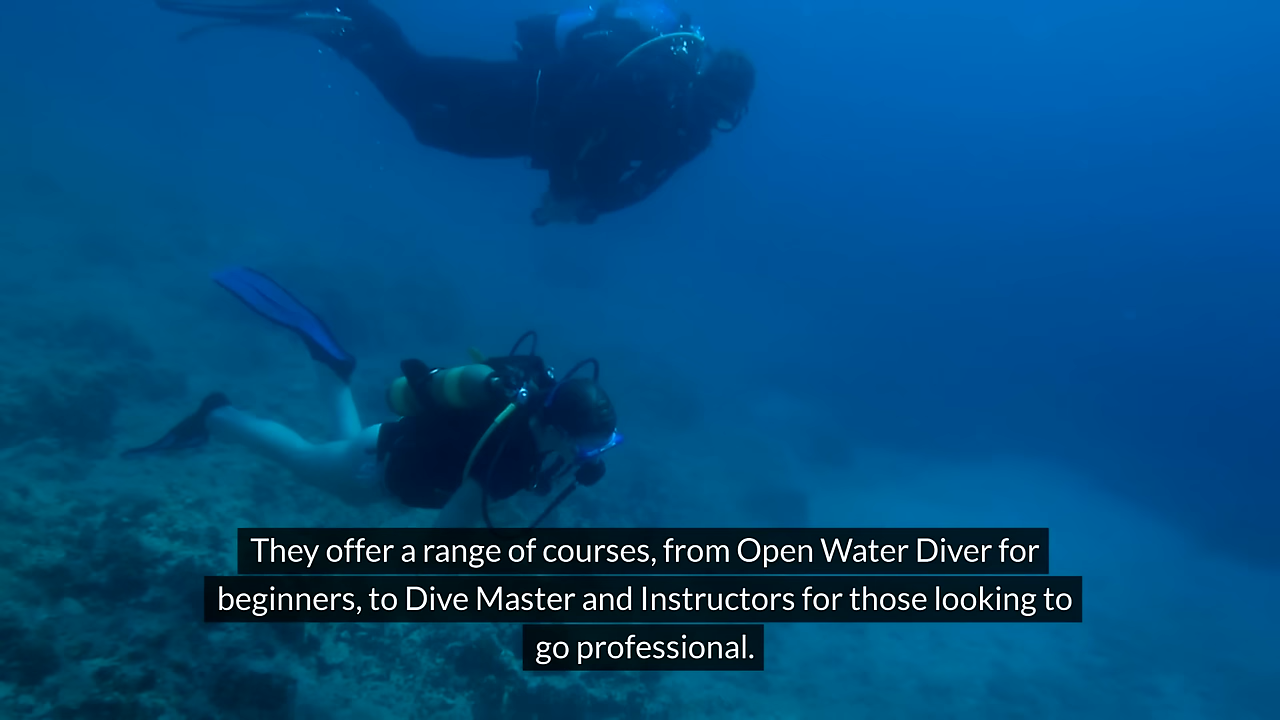 They offer a range of courses, from Open Water Diver for
beginners, to Dive Master and Instructors for those looking to
go professional.